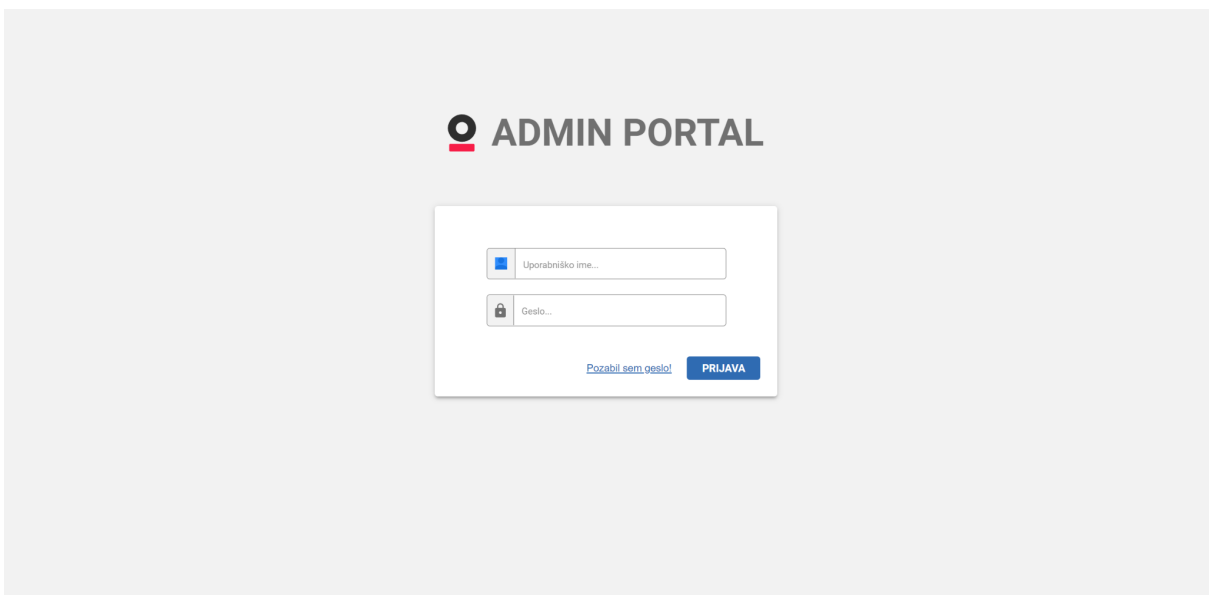 ADMIN PORTAL
Uporabniško ime...
Geslo...
Pozabil sem geslo!
PRIJAVA